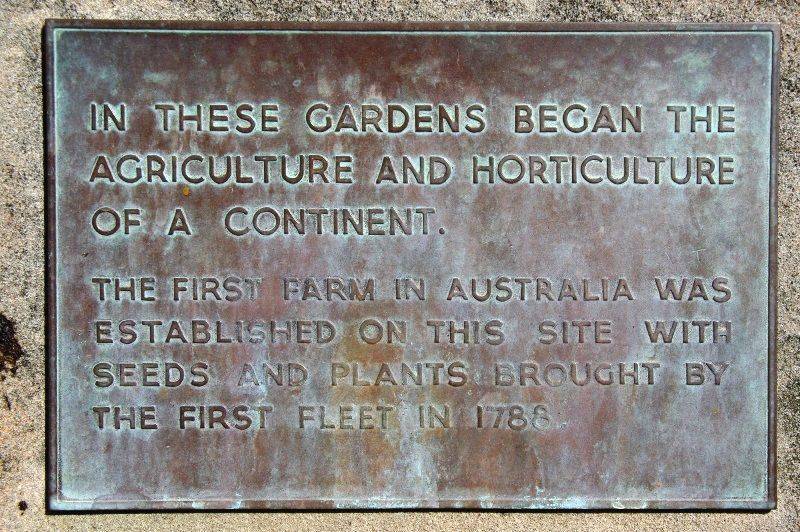 IN THESE GARDENS BEGAN THE
AGRICULTURE AND HORTICULTURE
OF A CONTINENT.
THE FIRST FARM IN AUSTRALIA WAS
ESTABLISHED ON THIS SITE WITH
SEEDS AND PLANTS BROUGHT BY
THE FIRST FLEET IN 1788.